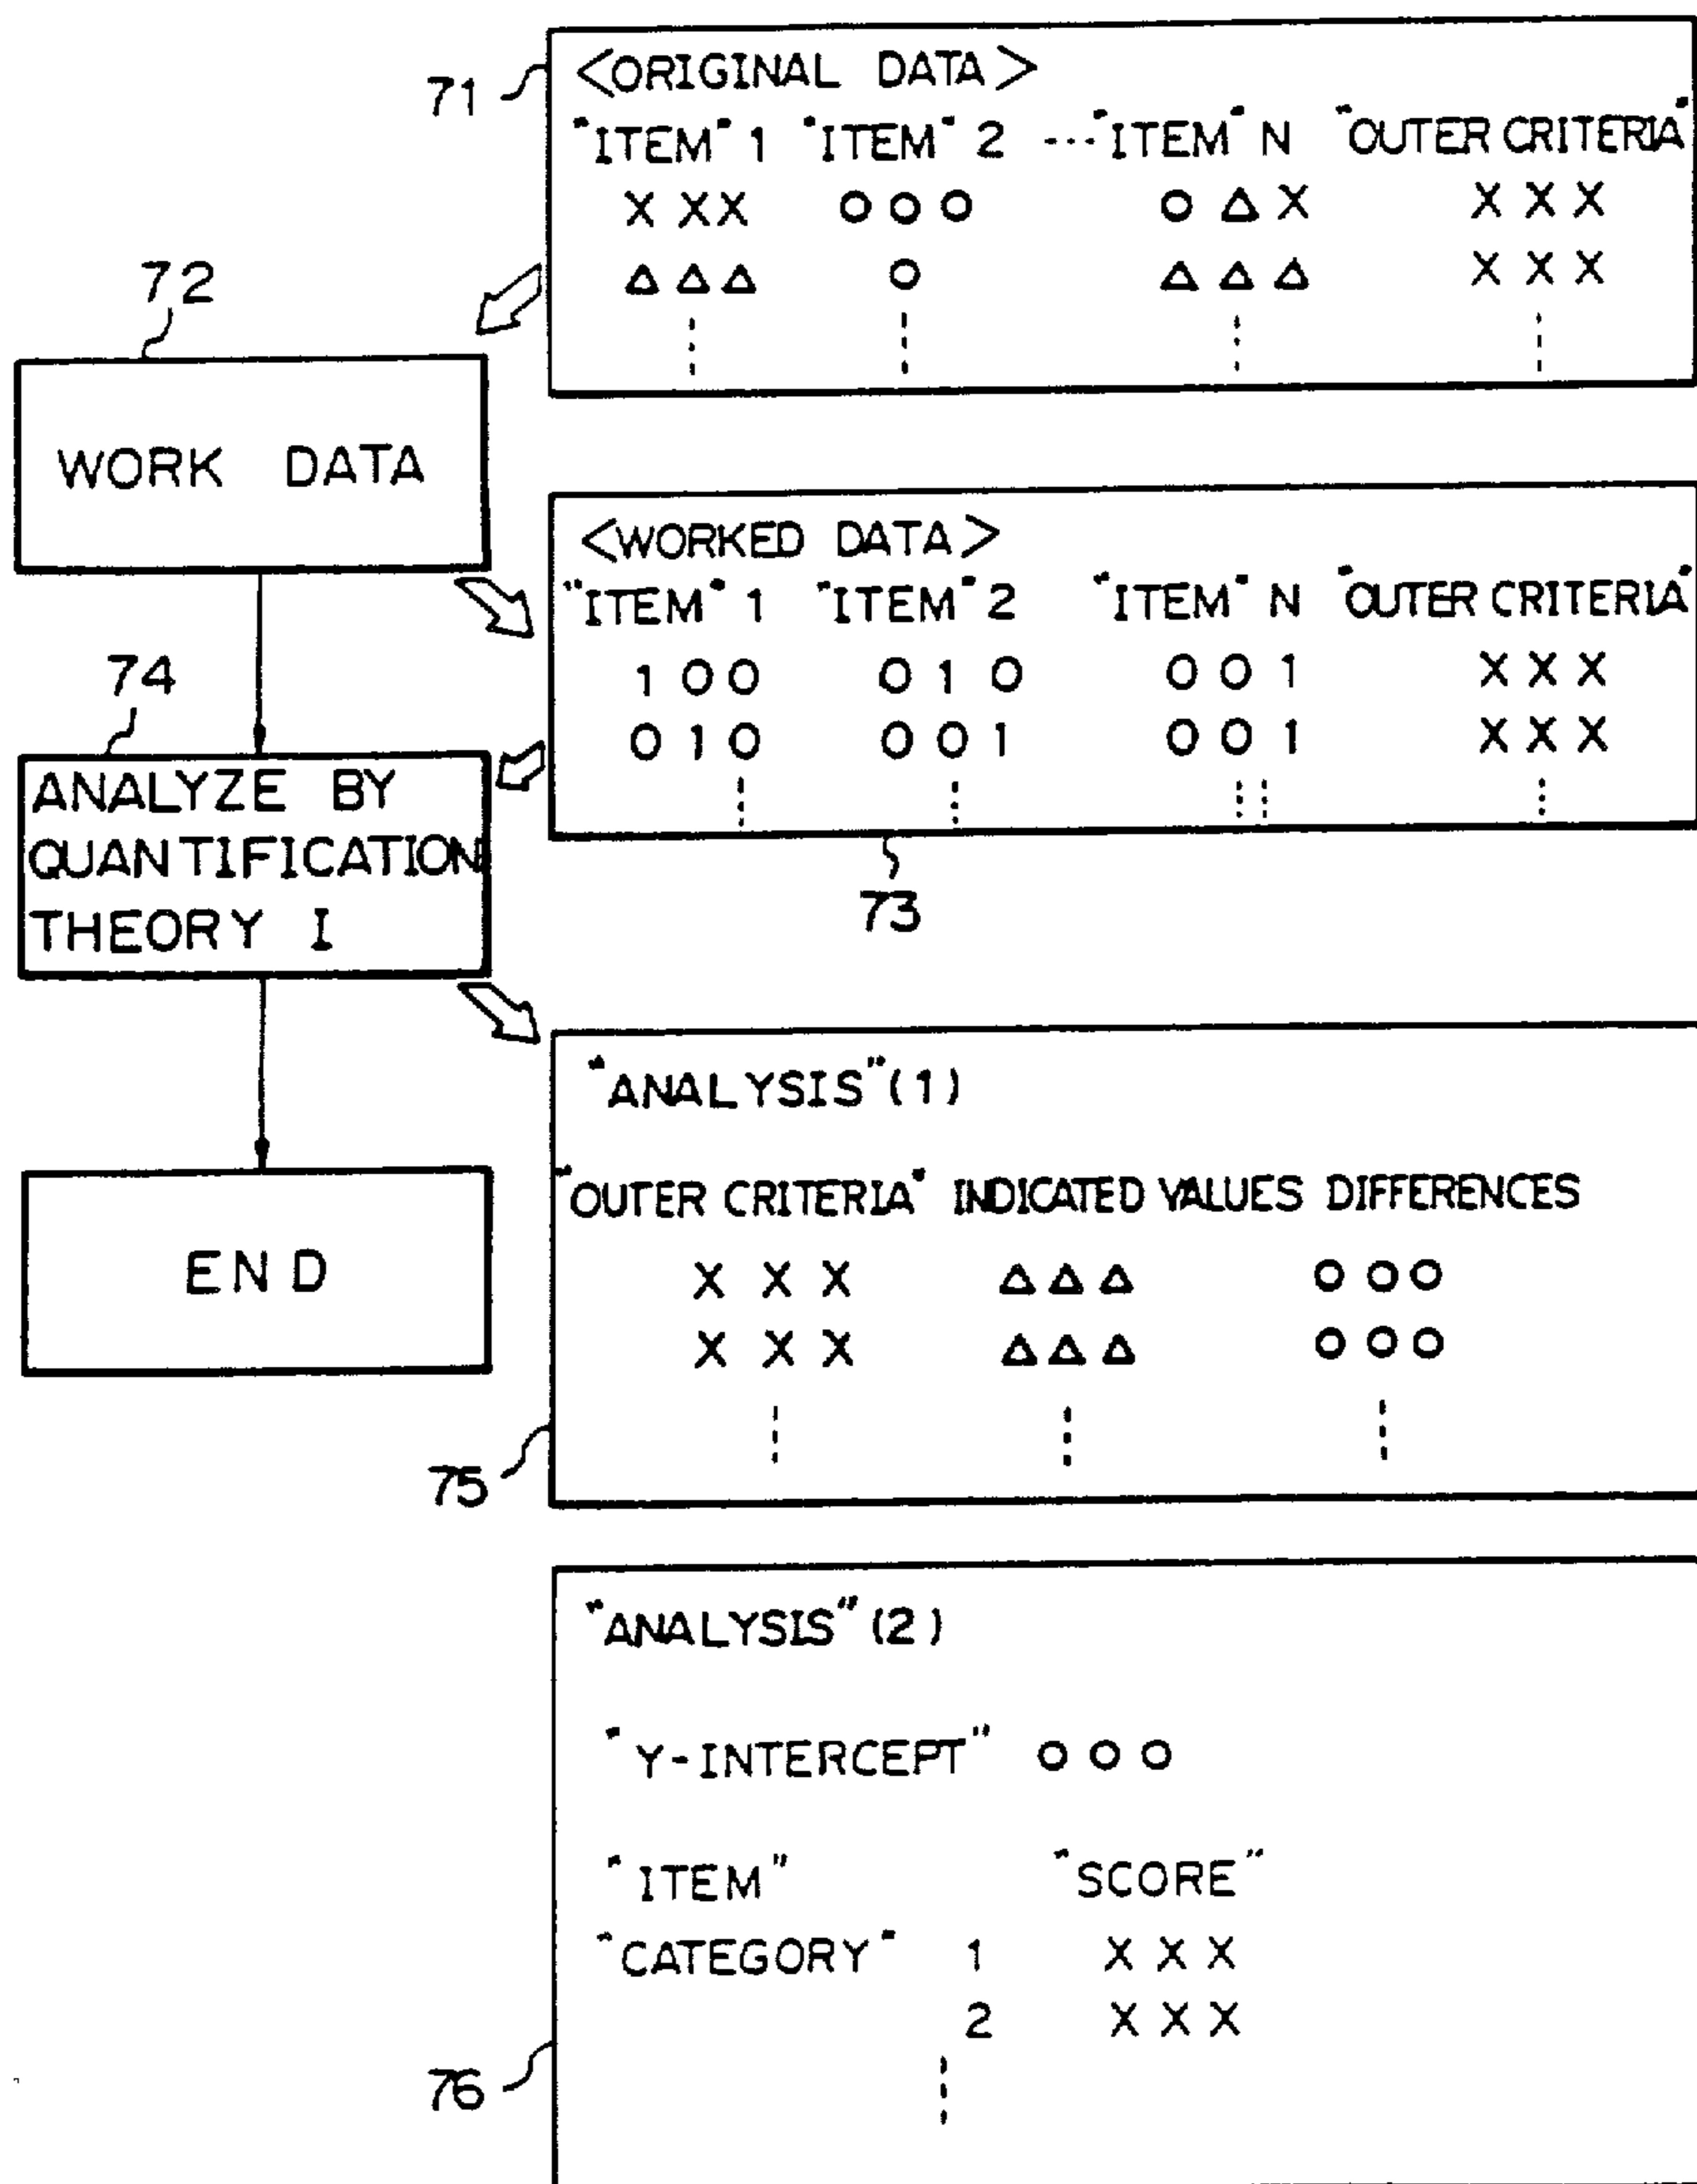 71
<ORIGINAL DATA>
"ITEM" 1 "ITEM" 2 ---"ITEM" N "OUTER CRITERIA"
X X X O O O O Δ X X X X
Δ Δ Δ O Δ Δ Δ X X X
72
WORK DATA
<WORKED DATA>
"ITEM" 1 "ITEM" 2 "ITEM" N "OUTER CRITERIA"
1 0 0 0 1 0 0 0 1 X X X
0 1 0 0 0 1 0 0 1 X X X
73
74
ANALYZE BY
QUANTIFICATION
THEORY I
END
75
"ANALYSIS"(1)
"OUTER CRITERIA" INDICATED VALUES DIFFERENCES
X X X Δ Δ Δ O O O
X X X Δ Δ Δ O O O
76
"ANALYSIS"(2)
"Y-INTERCEPT" O O O
"ITEM" "SCORE"
"CATEGORY" 1 X X X
2 X X X